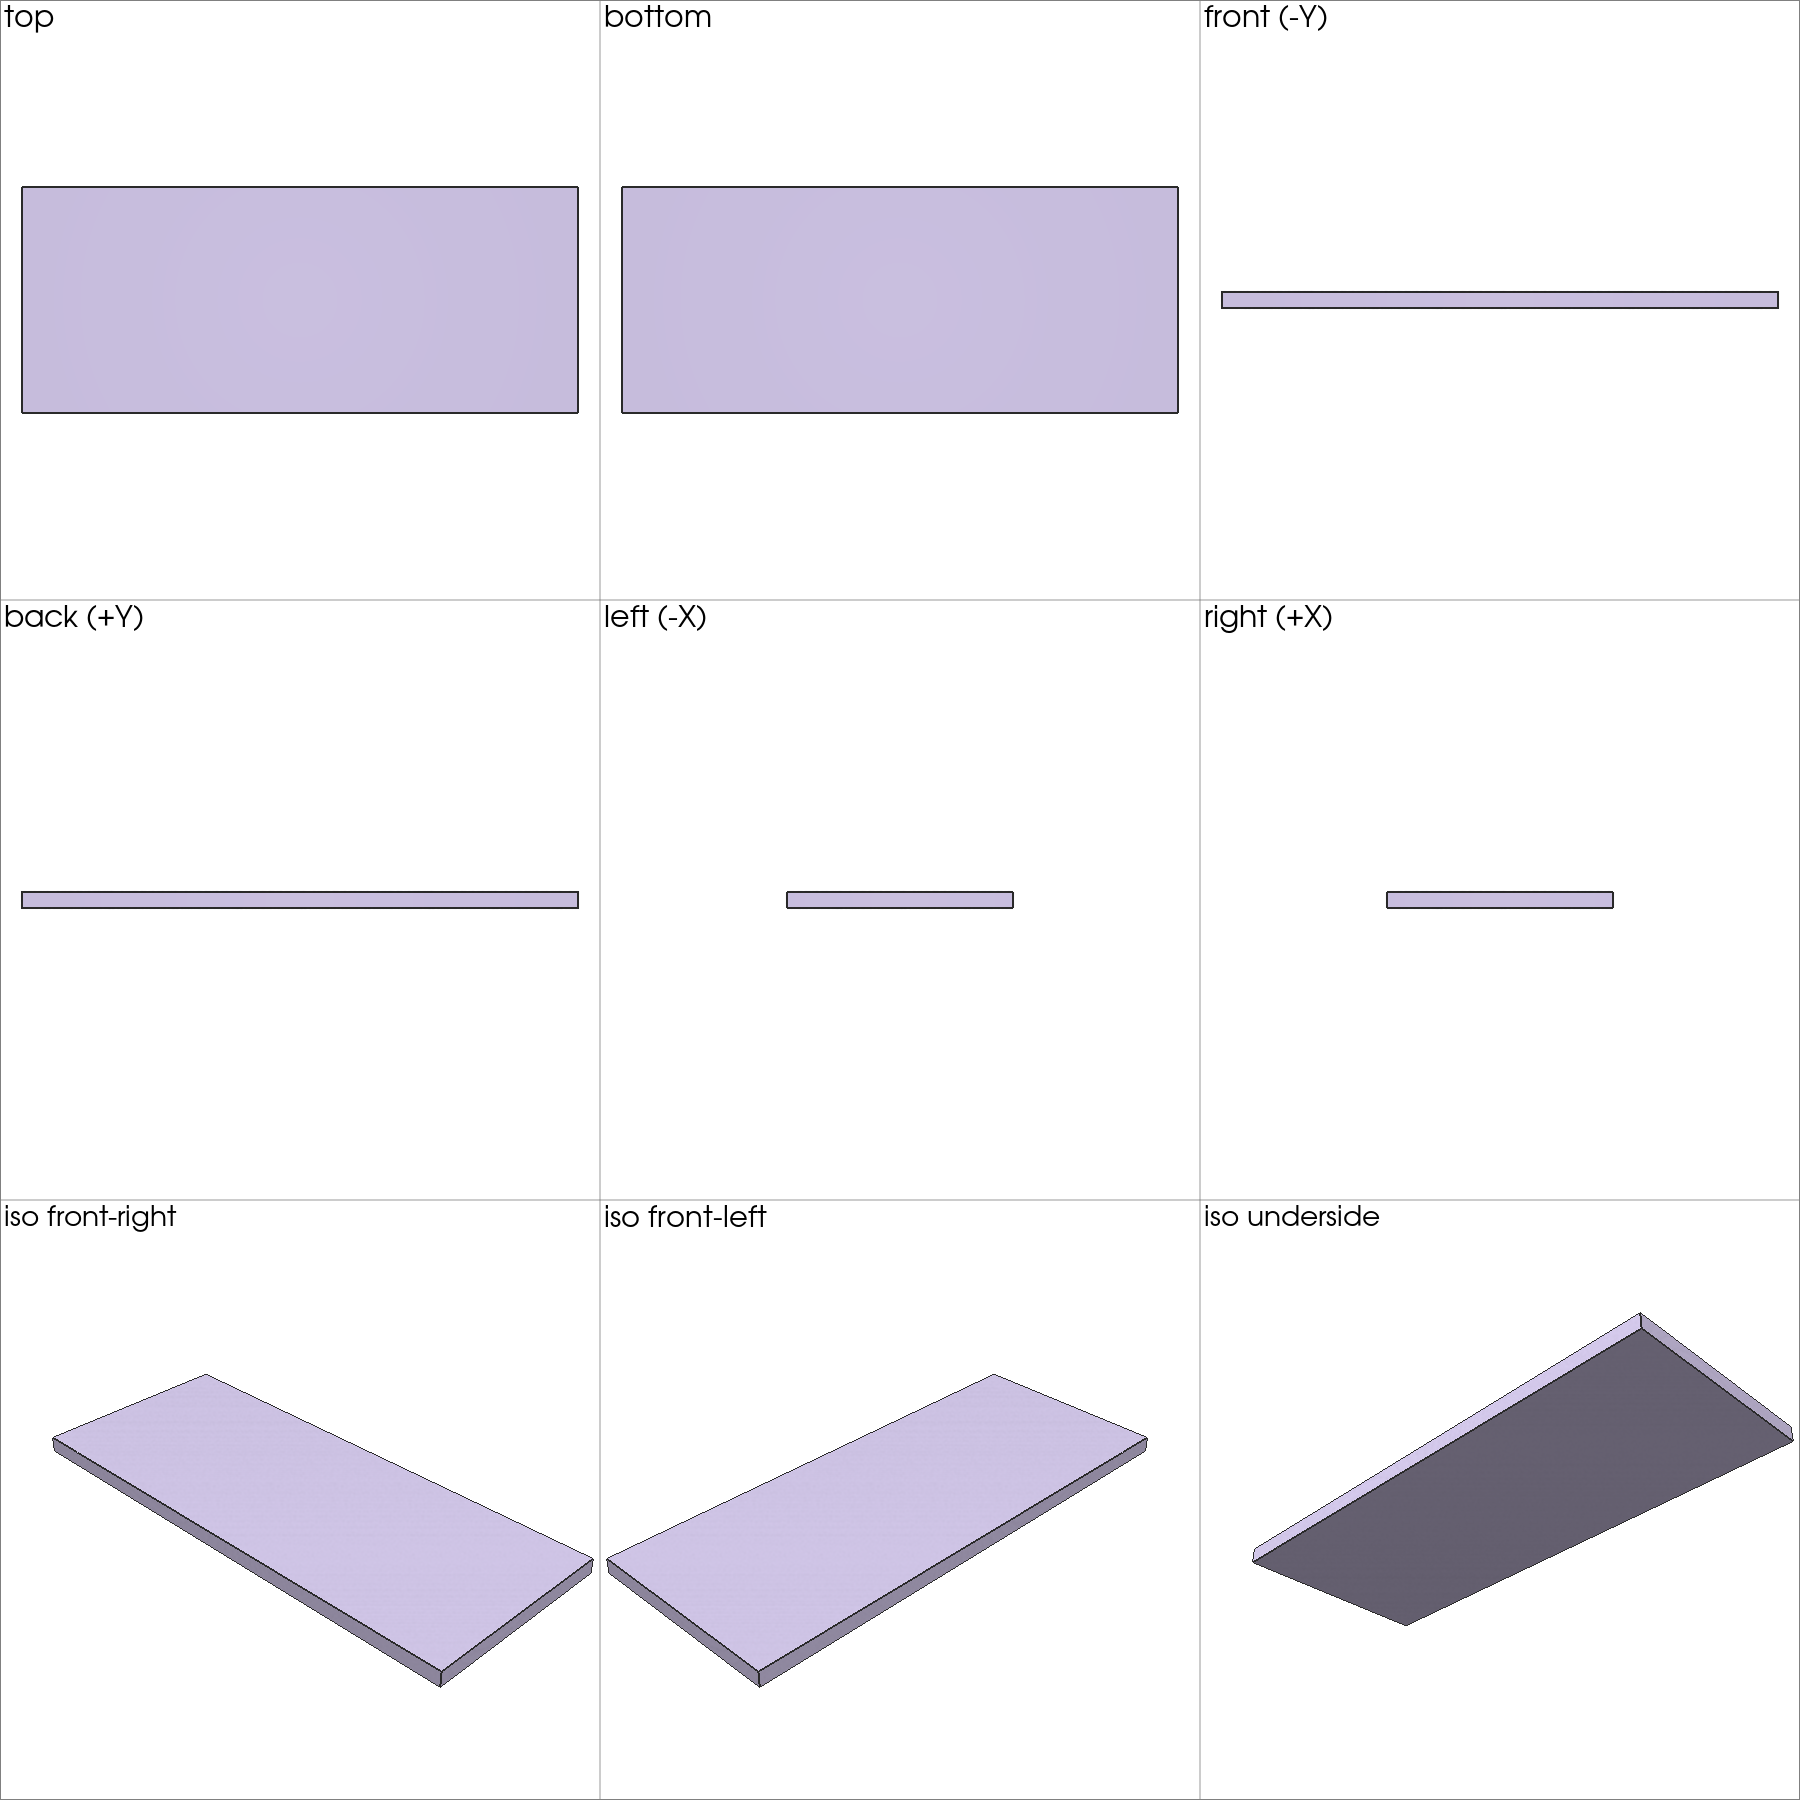 top
bottom
front (-Y)
back (+Y)
left (-X)
right (+X)
iso front-right
iso front-left
iso underside